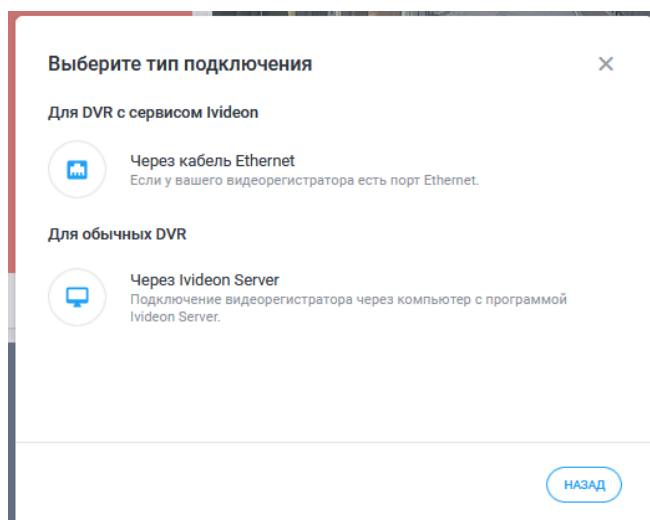 Выберите тип подключения
Для DVR с сервисом Ivideon
Через кабель Ethernet
Если у вашего видеорегистратора есть порт Ethernet.
Для обычных DVR
Через Ivideon Server
Подключение видеорегистратора через компьютер с программой
Ivideon Server.
НАЗАД